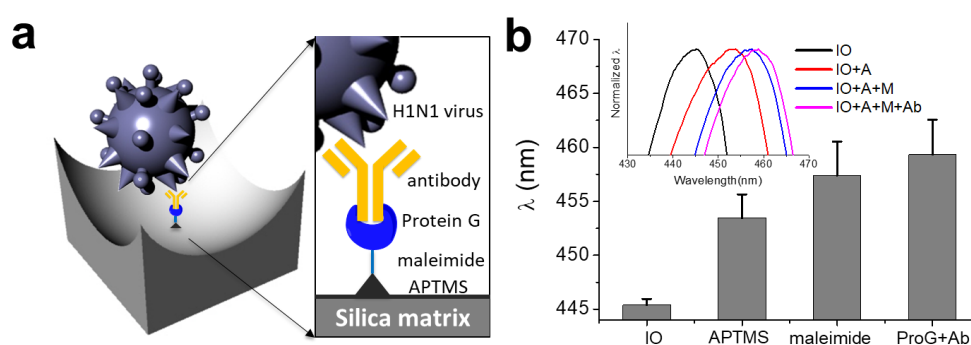 a
H1N1 virus
antibody
Protein G
maleimide
APTMS
Silica matrix
b
λ (nm)
469
465
460
455
450
445
IO
APTMS
maleimide
ProG+Ab
Normalized λ
430
440
450
460
470
Wavelength(nm)
IO
IO+A
IO+A+M
IO+A+M+Ab